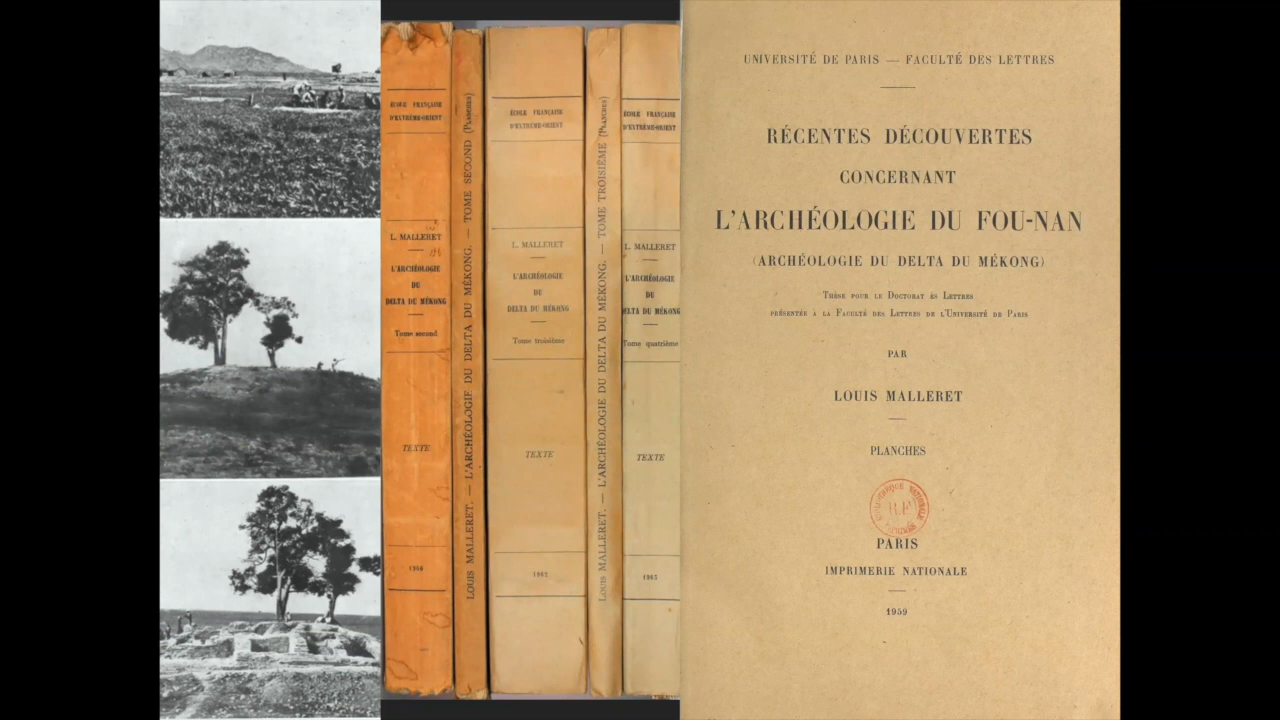 ÉCOLE FRANÇAISE
D'EXTRÊME-ORIENT
L. MALLERET
L'ARCHÉOLOGIE
DU
DELTA DU MÉKONG
Tome second
TEXTE
1960
LOUIS MALLERET. — L'ARCHÉOLOGIE DU DELTA DU MÉKONG. — TOME SECOND (PLANCHES)
ÉCOLE FRANÇAISE
D'EXTRÊME-ORIENT
L. MALLERET
L'ARCHÉOLOGIE
DU
DELTA DU MÉKONG
Tome troisième
TEXTE
1962
LOUIS MALLERET. — L'ARCHÉOLOGIE DU DELTA DU MÉKONG. — TOME TROISIÈME (PLANCHES)
ÉCOLE FRANÇAISE
D'EXTRÊME-ORIENT
L. MALLERET
L'ARCHÉOLOGIE
DU
DELTA DU MÉKONG
Tome quatrième
TEXTE
1963
UNIVERSITÉ DE PARIS — FACULTÉ DES LETTRES
RÉCENTES DÉCOUVERTES
CONCERNANT
L'ARCHÉOLOGIE DU FOU-NAN
(ARCHÉOLOGIE DU DELTA DU MÉKONG)
THÈSE POUR LE DOCTORAT ÈS LETTRES
PRÉSENTÉE À LA FACULTÉ DES LETTRES DE L'UNIVERSITÉ DE PARIS
PAR
LOUIS MALLERET
PLANCHES
BIBLIOTHÈQUE NATIONALE
R.F.
PARIS
IMPRIMERIE NATIONALE
1959